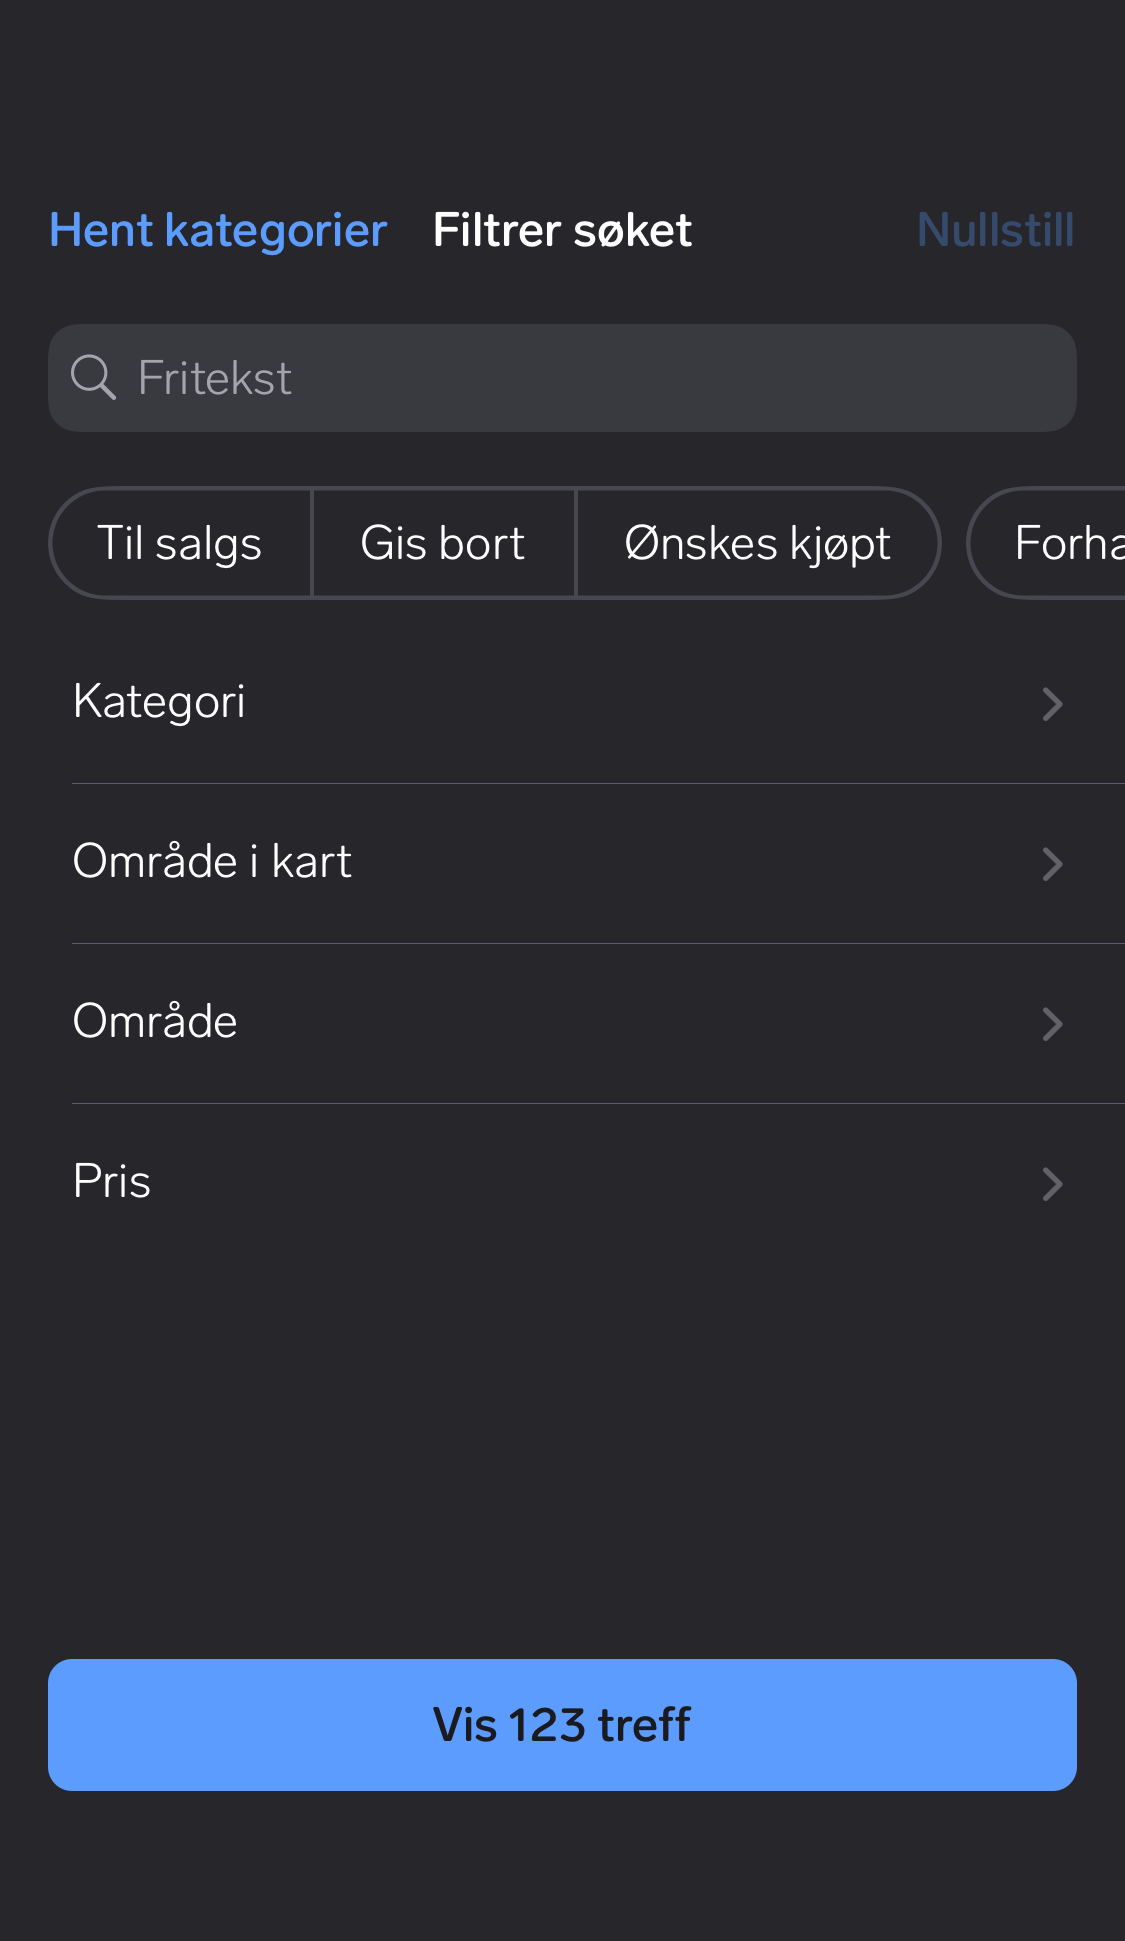 Hent kategorier Filtrer søket Nullstill
Fritekst
Til salgs Gis bort Ønskes kjøpt
Kategori
Område i kart
Område
Pris
Vis 123 treff